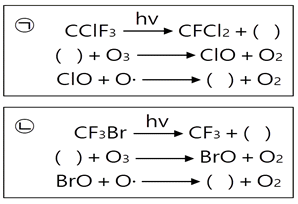 ㉠
hv
CClF₃ → CFCl₂ + ( )
( ) + O₃ → ClO + O₂
ClO + O· → ( ) + O₂
㉡
hv
CF₃Br → CF₃ + ( )
( ) + O₃ → BrO + O₂
BrO + O· → ( ) + O₂